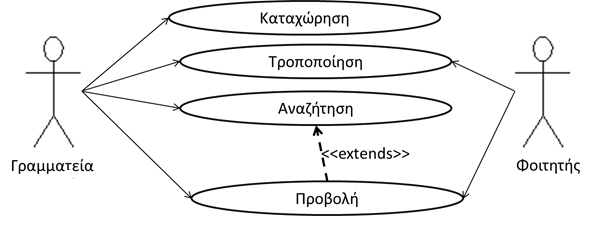 Καταχώρηση
Τροποποίηση
Αναζήτηση
<<extends>>
Γραμματεία
Φοιτητής
Προβολή